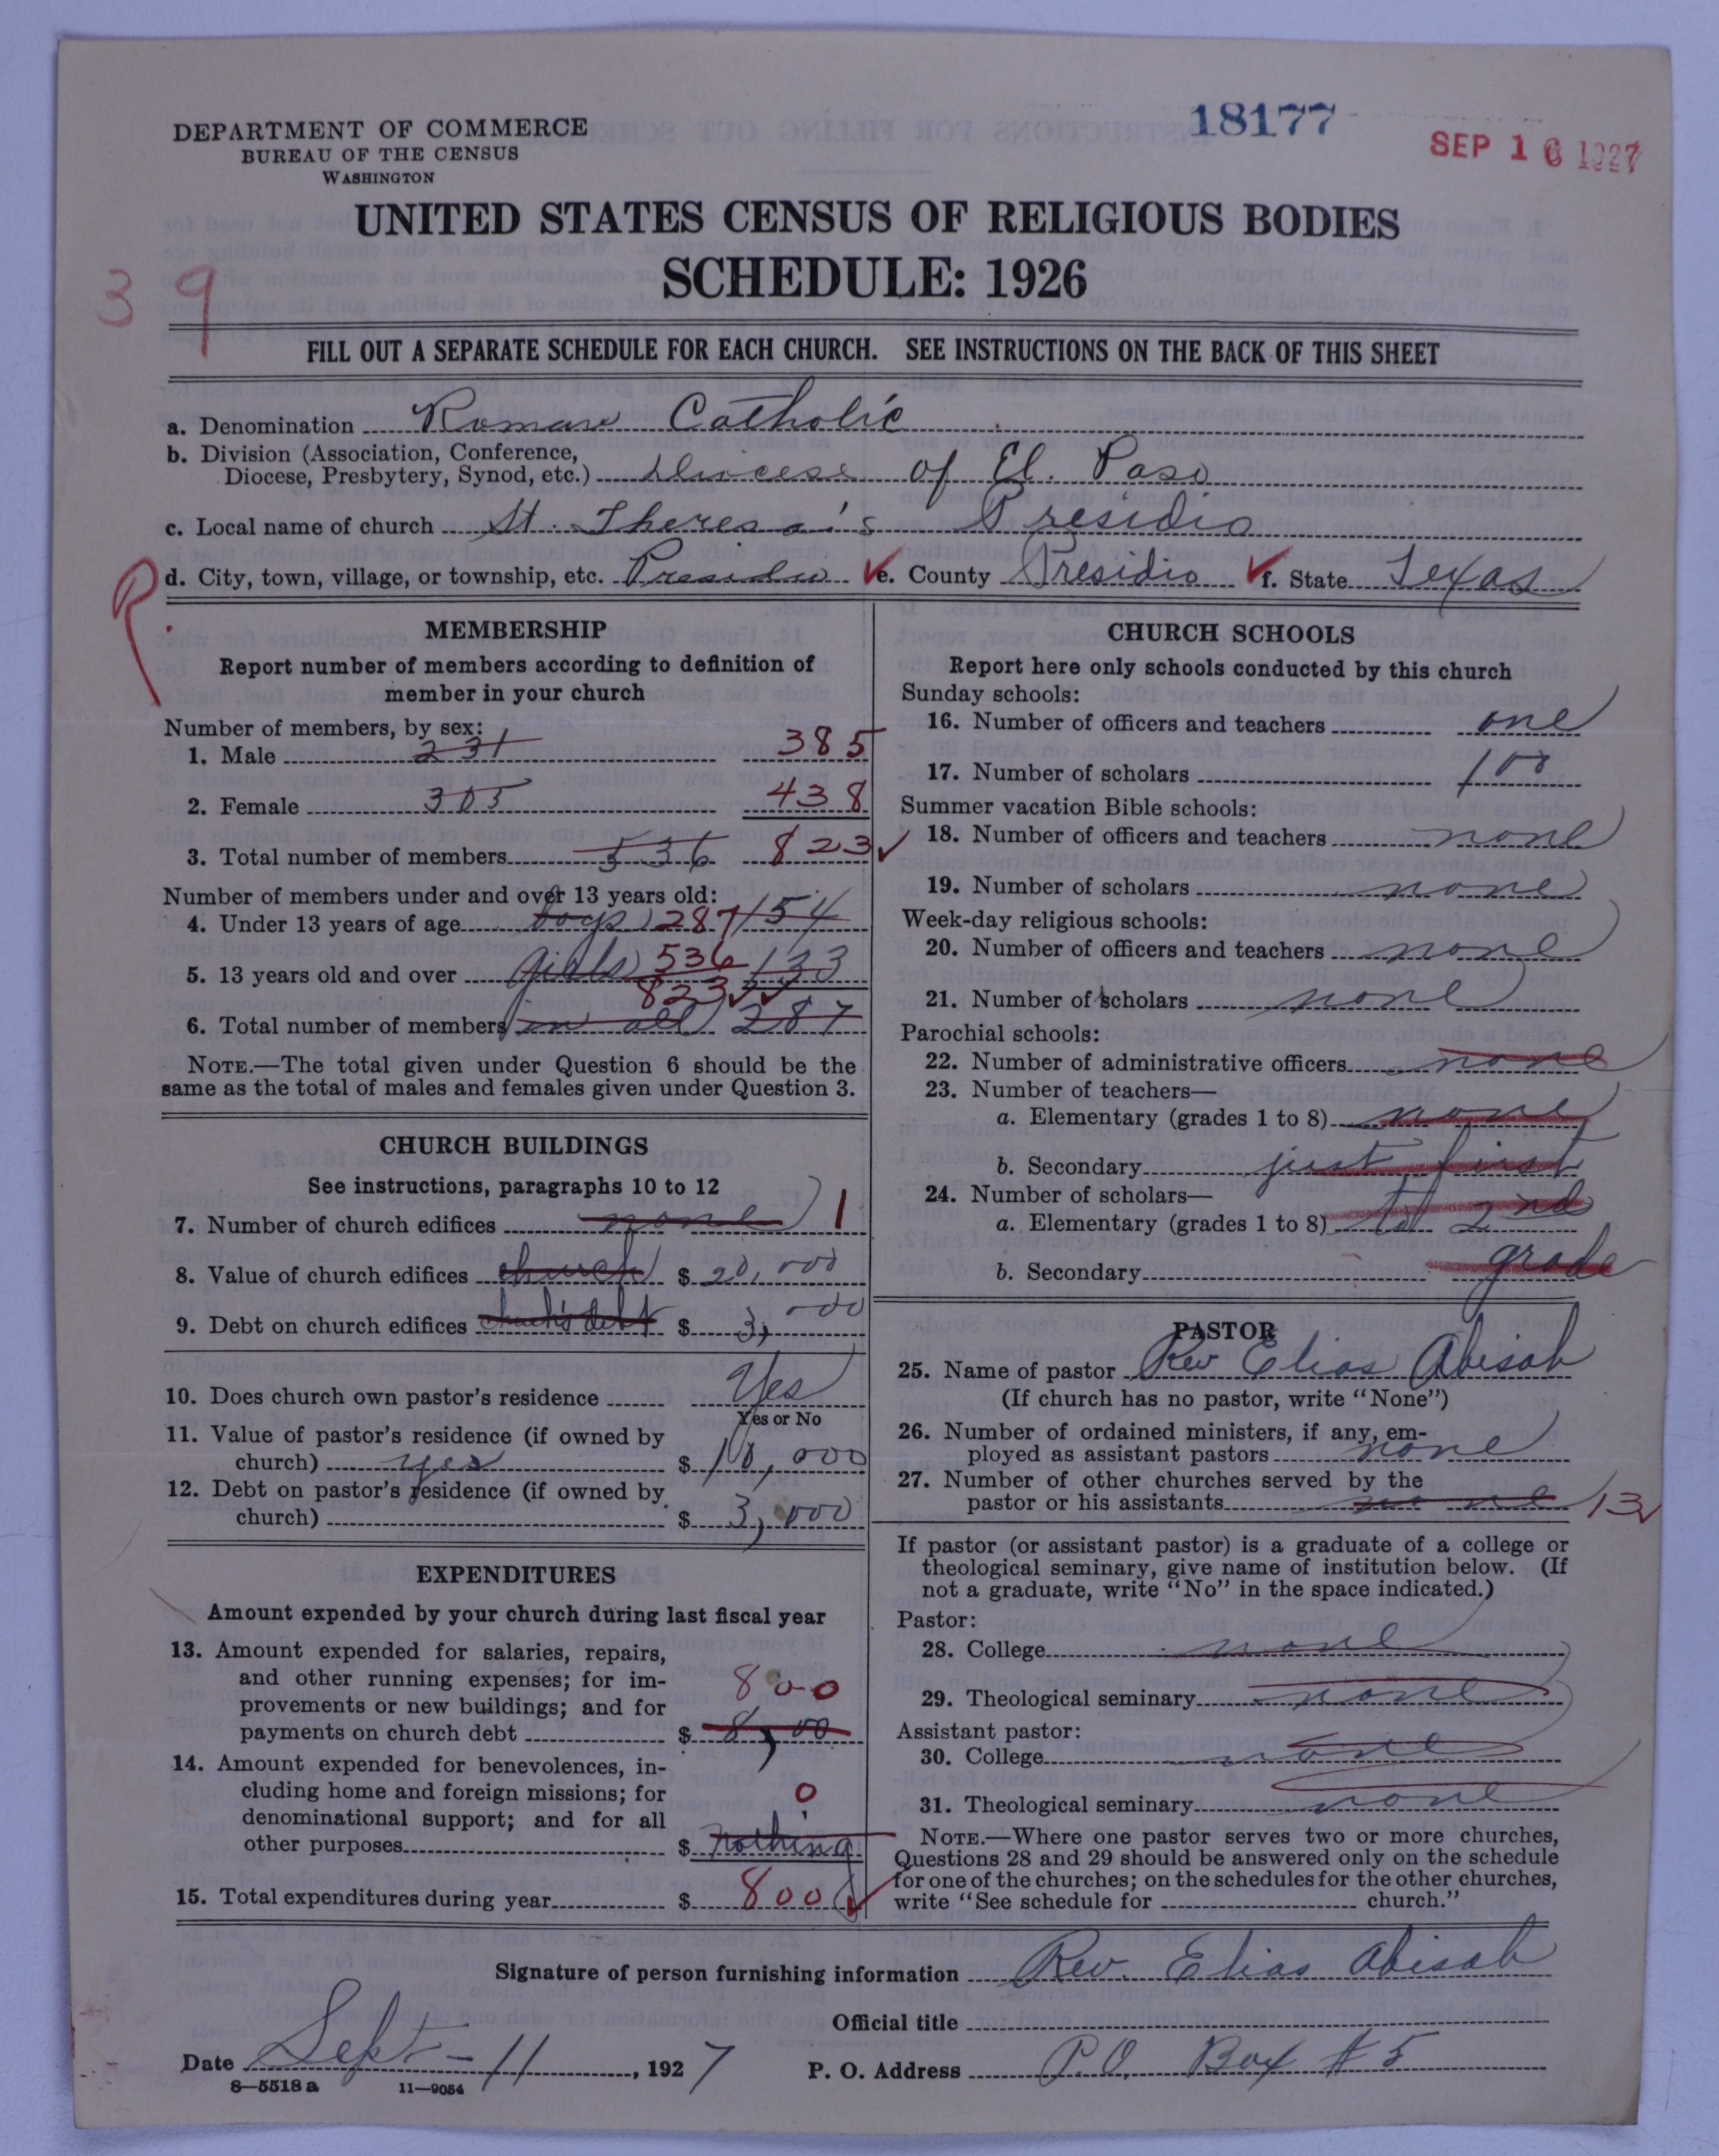 DEPARTMENT OF COMMERCE
BUREAU OF THE CENSUS
WASHINGTON
18177
SEP 16 1927
UNITED STATES CENSUS OF RELIGIOUS BODIES
SCHEDULE: 1926
39
FILL OUT A SEPARATE SCHEDULE FOR EACH CHURCH. SEE INSTRUCTIONS ON THE BACK OF THIS SHEET
a. Denomination Roman Catholic
b. Division (Association, Conference,
Diocese, Presbytery, Synod, etc.) Diocese of El. Paso
c. Local name of church St. Theresa's Presidio
R
d. City, town, village, or township, etc. Presidio e. County Presidio f. State Texas
MEMBERSHIP
Report number of members according to definition of
member in your church
Number of members, by sex:
1. Male 231 385
2. Female 305 438
3. Total number of members 536 823
Number of members under and over 13 years old:
4. Under 13 years of age boys) 287 154
5. 13 years old and over girls) 536 133
823
6. Total number of members in all) 287
NOTE.—The total given under Question 6 should be the
same as the total of males and females given under Question 3.
CHURCH BUILDINGS
See instructions, paragraphs 10 to 12
7. Number of church edifices none 1
8. Value of church edifices church $ 20,000
9. Debt on church edifices church's debt $ 3,000
10. Does church own pastor's residence Yes
Yes or No
11. Value of pastor's residence (if owned by
church) yes $ 10,000
12. Debt on pastor's residence (if owned by
church) $ 3,000
EXPENDITURES
Amount expended by your church during last fiscal year
13. Amount expended for salaries, repairs,
and other running expenses; for im-
provements or new buildings; and for
800
payments on church debt $ 8,00
14. Amount expended for benevolences, in-
cluding home and foreign missions; for
0
denominational support; and for all
other purposes $ nothing
15. Total expenditures during year $ 800
CHURCH SCHOOLS
Report here only schools conducted by this church
Sunday schools:
16. Number of officers and teachers one
17. Number of scholars 100
Summer vacation Bible schools:
18. Number of officers and teachers none
19. Number of scholars none
Week-day religious schools:
20. Number of officers and teachers none
21. Number of scholars none
Parochial schools:
22. Number of administrative officers none
23. Number of teachers—
a. Elementary (grades 1 to 8) none
b. Secondary just first
24. Number of scholars—
a. Elementary (grades 1 to 8) to 2nd
b. Secondary grade
PASTOR
25. Name of pastor Rev Elias Abisab
(If church has no pastor, write "None")
26. Number of ordained ministers, if any, em-
ployed as assistant pastors none
27. Number of other churches served by the
pastor or his assistants none 13
If pastor (or assistant pastor) is a graduate of a college or
theological seminary, give name of institution below. (If
not a graduate, write "No" in the space indicated.)
Pastor:
28. College none
29. Theological seminary none
Assistant pastor:
30. College none
31. Theological seminary none
NOTE.—Where one pastor serves two or more churches,
Questions 28 and 29 should be answered only on the schedule
for one of the churches; on the schedules for the other churches,
write "See schedule for church."
Signature of person furnishing information Rev. Elias Abisab
Official title
Date Sept - 11, 1927 P. O. Address P.O. Box #5
8—5518 a 11—9054